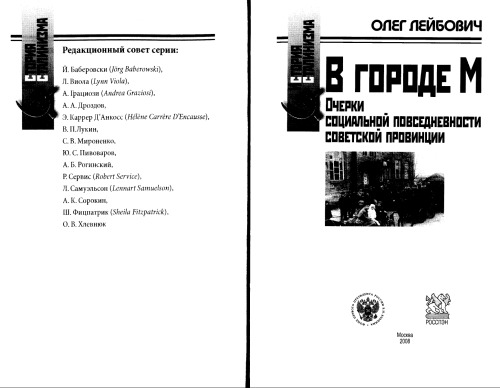 ИСТОРИЯ
СТАЛИНИЗМА
Редакционный совет серии:
Й. Баберовски (Jörg Baberowski),
Л. Виола (Lynn Viola),
А. Грациози (Andrea Graziosi),
А. А. Дроздов,
Э. Каррер Д'Анкосс (Hélène Carrère D'Encausse),
В. П.Лукин,
С. В. Мироненко,
Ю. С. Пивоваров,
А. Б. Рогинский,
Р. Сервис (Robert Service),
Л. Самуэльсон (Lennart Samuelson),
А. К. Сорокин,
Ш. Фицпатрик (Sheila Fitzpatrick),
О. В. Хлевнюк
ИСТОРИЯ
СТАЛИНИЗМА
ОЛЕГ ЛЕЙБОВИЧ
В ГОРОДЕ М
ОЧЕРКИ
СОЦИАЛЬНОЙ ПОВСЕДНЕВНОСТИ
СОВЕТСКОЙ ПРОВИНЦИИ
РОССПЭН
Москва
2008